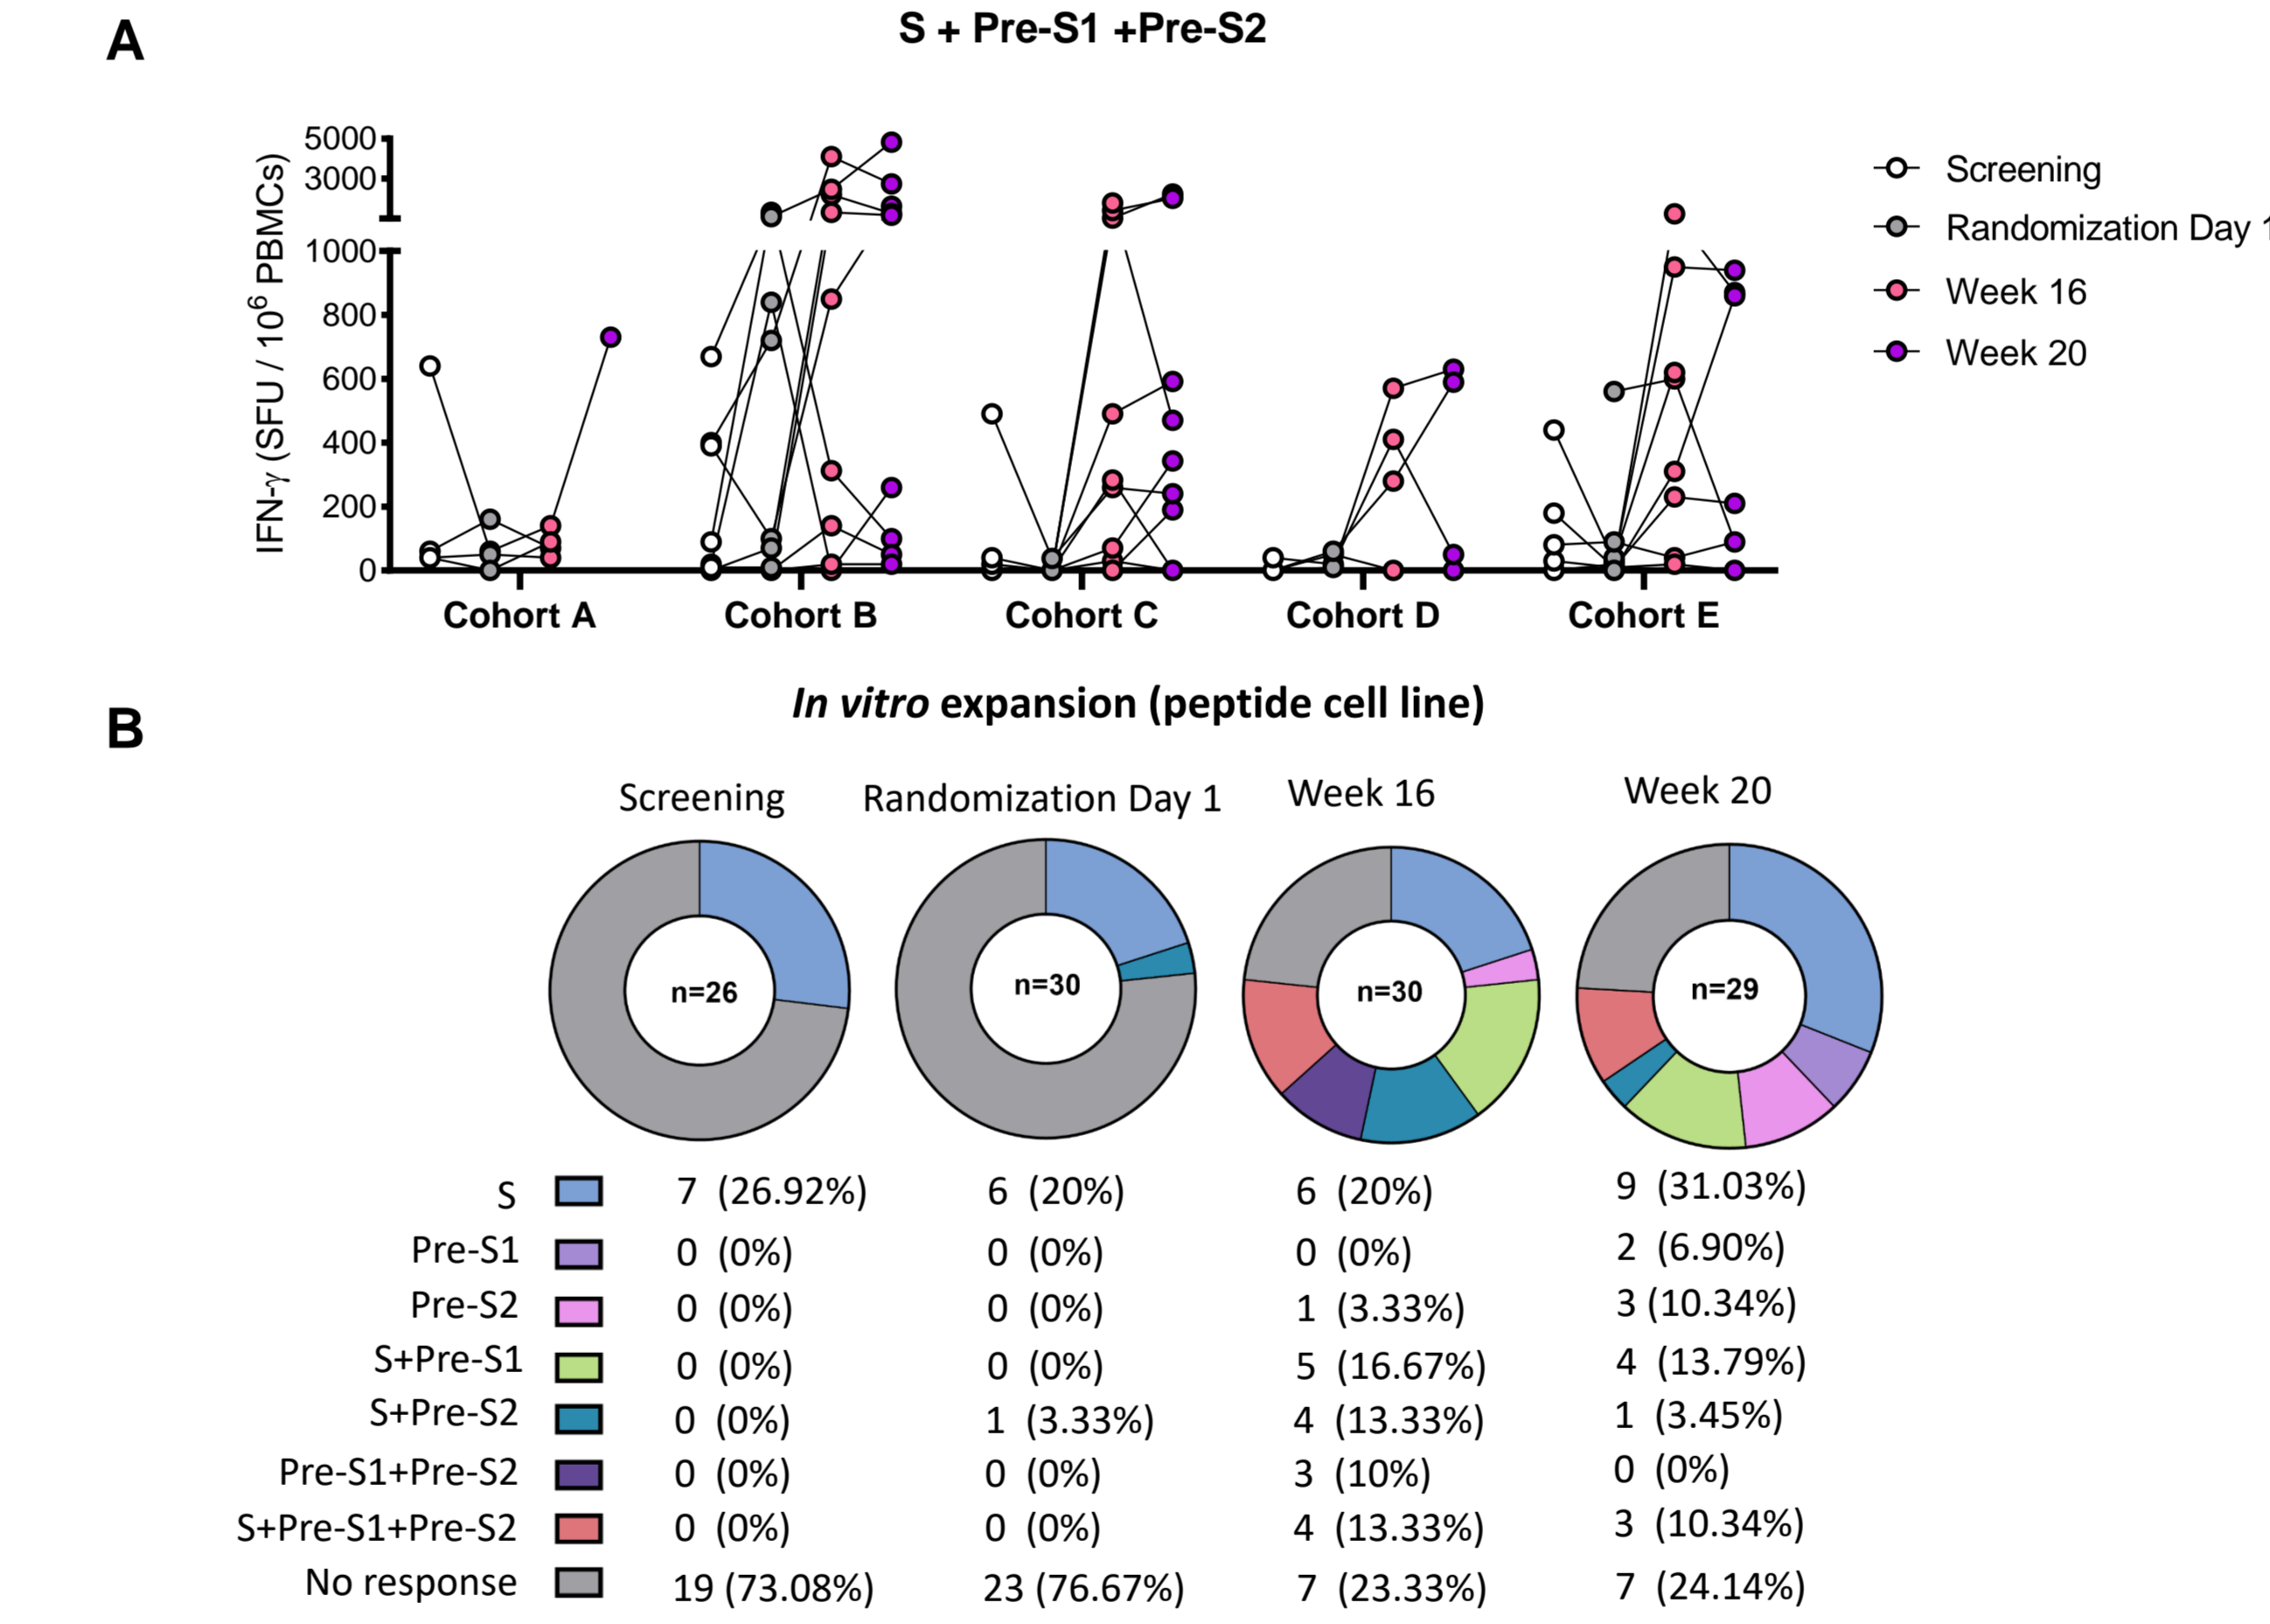 A
S + Pre-S1 +Pre-S2
IFN-γ (SFU / 10⁶ PBMCs)
5000
3000
1000
800
600
400
200
0
Cohort A
Cohort B
Cohort C
Cohort D
Cohort E
Screening
Randomization Day 1
Week 16
Week 20
B
In vitro expansion (peptide cell line)
Screening
Randomization Day 1
Week 16
Week 20
n=26
n=30
n=30
n=29
S 7 (26.92%) 6 (20%) 6 (20%) 9 (31.03%)
Pre-S1 0 (0%) 0 (0%) 0 (0%) 2 (6.90%)
Pre-S2 0 (0%) 0 (0%) 1 (3.33%) 3 (10.34%)
S+Pre-S1 0 (0%) 0 (0%) 5 (16.67%) 4 (13.79%)
S+Pre-S2 0 (0%) 1 (3.33%) 4 (13.33%) 1 (3.45%)
Pre-S1+Pre-S2 0 (0%) 0 (0%) 3 (10%) 0 (0%)
S+Pre-S1+Pre-S2 0 (0%) 0 (0%) 4 (13.33%) 3 (10.34%)
No response 19 (73.08%) 23 (76.67%) 7 (23.33%) 7 (24.14%)